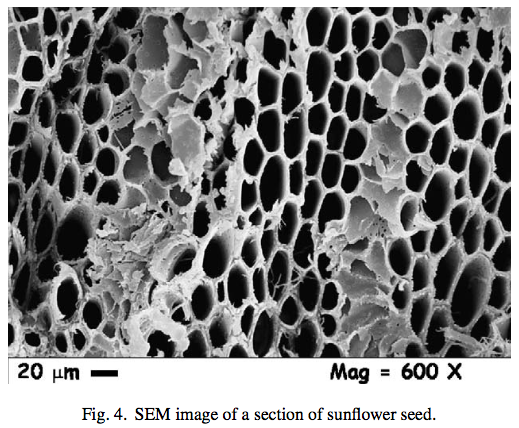 20 μm
Mag = 600 X
Fig. 4. SEM image of a section of sunflower seed.